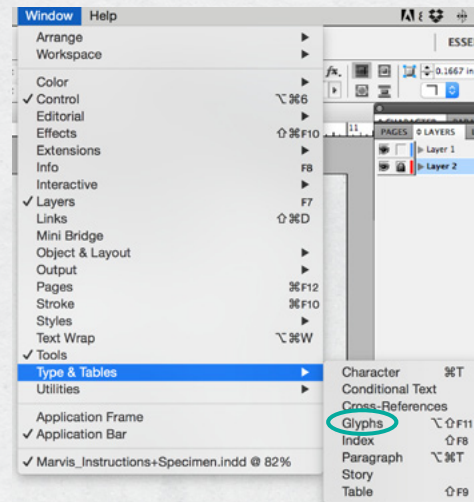 Window Help
ESSE
Arrange
Workspace
fx.
0.1667 in
Color
✓ Control ⌥⌘6
Editorial
Effects ⇧⌘F10
11
Extensions
PAGES LAYERS
Info F8
Layer 1
Interactive
Layer 2
✓ Layers F7
Links ⇧⌘D
Mini Bridge
Object & Layout
Output
Pages ⌘F12
Stroke ⌘F10
Styles
Text Wrap ⌥⌘W
✓ Tools
Type & Tables
Utilities
Application Frame
✓ Application Bar
✓ Marvis_Instructions+Specimen.indd @ 82%
Character ⌘T
Conditional Text
Cross-References
Glyphs ⌥⇧F11
Index ⇧F8
Paragraph ⌥⌘T
Story
Table ⇧F9